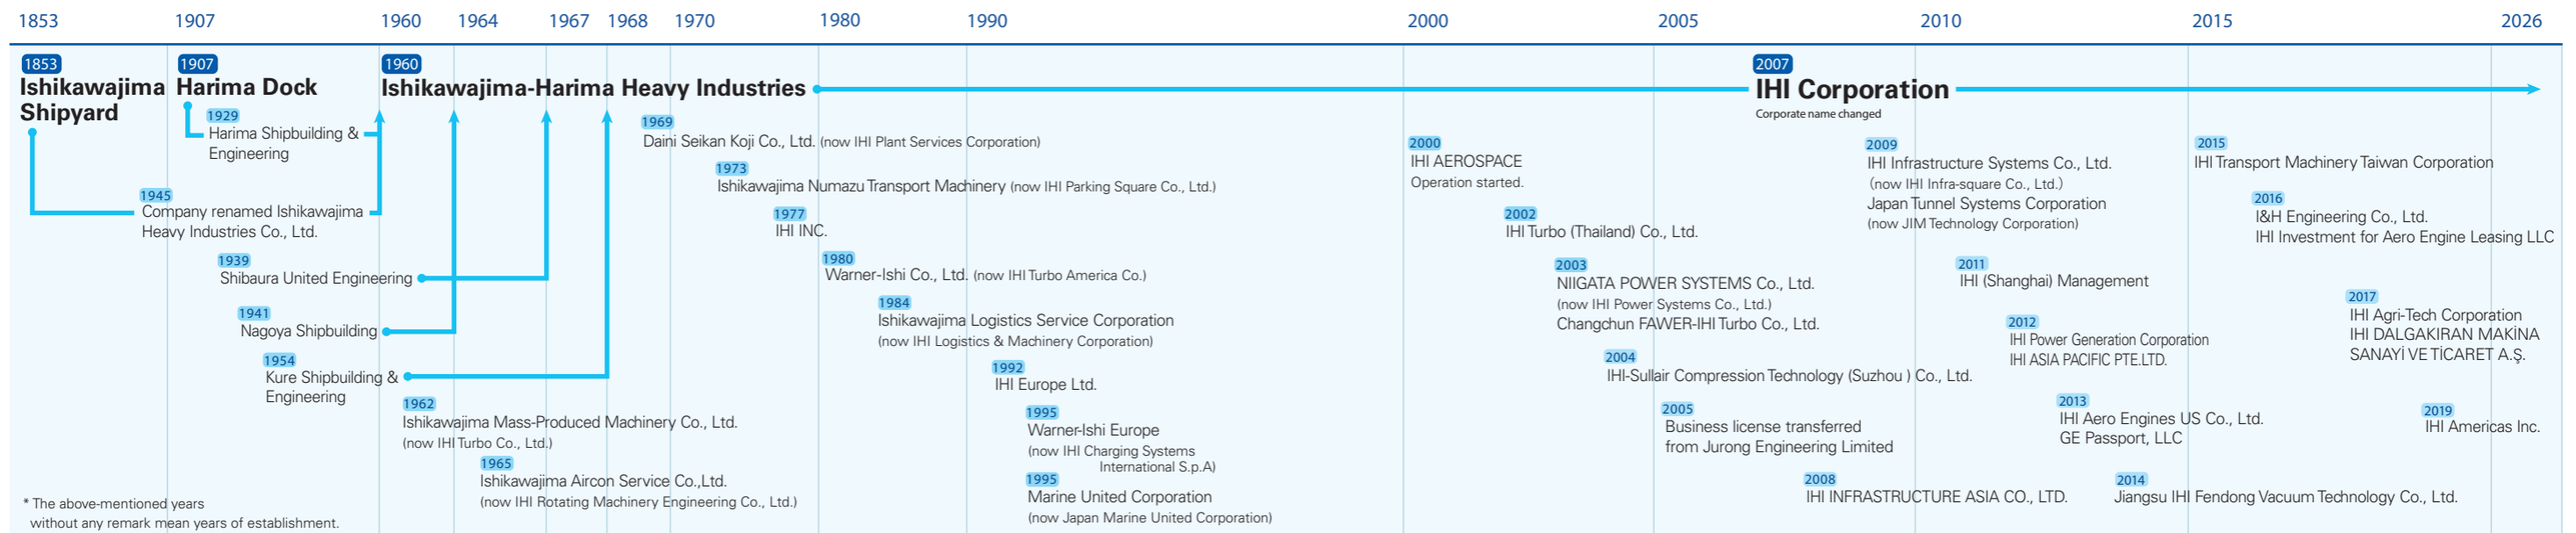 1853 1907 1960 1964 1967 1968 1970 1980 1990 2000 2005 2010 2015 2026
1853
Ishikawajima
Shipyard
1907
Harima Dock
1929
Harima Shipbuilding &
Engineering
1945
Company renamed Ishikawajima
Heavy Industries Co., Ltd.
1939
Shibaura United Engineering
1941
Nagoya Shipbuilding
1954
Kure Shipbuilding &
Engineering
1960
Ishikawajima-Harima Heavy Industries
1962
Ishikawajima Mass-Produced Machinery Co., Ltd.
(now IHI Turbo Co., Ltd.)
1965
Ishikawajima Aircon Service Co.,Ltd.
(now IHI Rotating Machinery Engineering Co., Ltd.)
1969
Daini Seikan Koji Co., Ltd. (now IHI Plant Services Corporation)
1973
Ishikawajima Numazu Transport Machinery (now IHI Parking Square Co., Ltd.)
1977
IHI INC.
1980
Warner-Ishi Co., Ltd. (now IHI Turbo America Co.)
1984
Ishikawajima Logistics Service Corporation
(now IHI Logistics & Machinery Corporation)
1992
IHI Europe Ltd.
1995
Warner-Ishi Europe
(now IHI Charging Systems
International S.p.A)
1995
Marine United Corporation
(now Japan Marine United Corporation)
2000
IHI AEROSPACE
Operation started.
2002
IHI Turbo (Thailand) Co., Ltd.
2003
NIIGATA POWER SYSTEMS Co., Ltd.
(now IHI Power Systems Co., Ltd.)
Changchun FAWER-IHI Turbo Co., Ltd.
2004
IHI-Sullair Compression Technology (Suzhou ) Co., Ltd.
2005
Business license transferred
from Jurong Engineering Limited
2007
IHI Corporation
Corporate name changed
2008
IHI INFRASTRUCTURE ASIA CO., LTD.
2009
IHI Infrastructure Systems Co., Ltd.
(now IHI Infra-square Co., Ltd.)
Japan Tunnel Systems Corporation
(now JIM Technology Corporation)
2011
IHI (Shanghai) Management
2012
IHI Power Generation Corporation
IHI ASIA PACIFIC PTE.LTD.
2013
IHI Aero Engines US Co., Ltd.
GE Passport, LLC
2014
Jiangsu IHI Fendong Vacuum Technology Co., Ltd.
2015
IHI Transport Machinery Taiwan Corporation
2016
I&H Engineering Co., Ltd.
IHI Investment for Aero Engine Leasing LLC
2017
IHI Agri-Tech Corporation
IHI DALGAKIRAN MAKİNA
SANAYİ VE TİCARET A.Ş.
2019
IHI Americas Inc.
* The above-mentioned years
without any remark mean years of establishment.